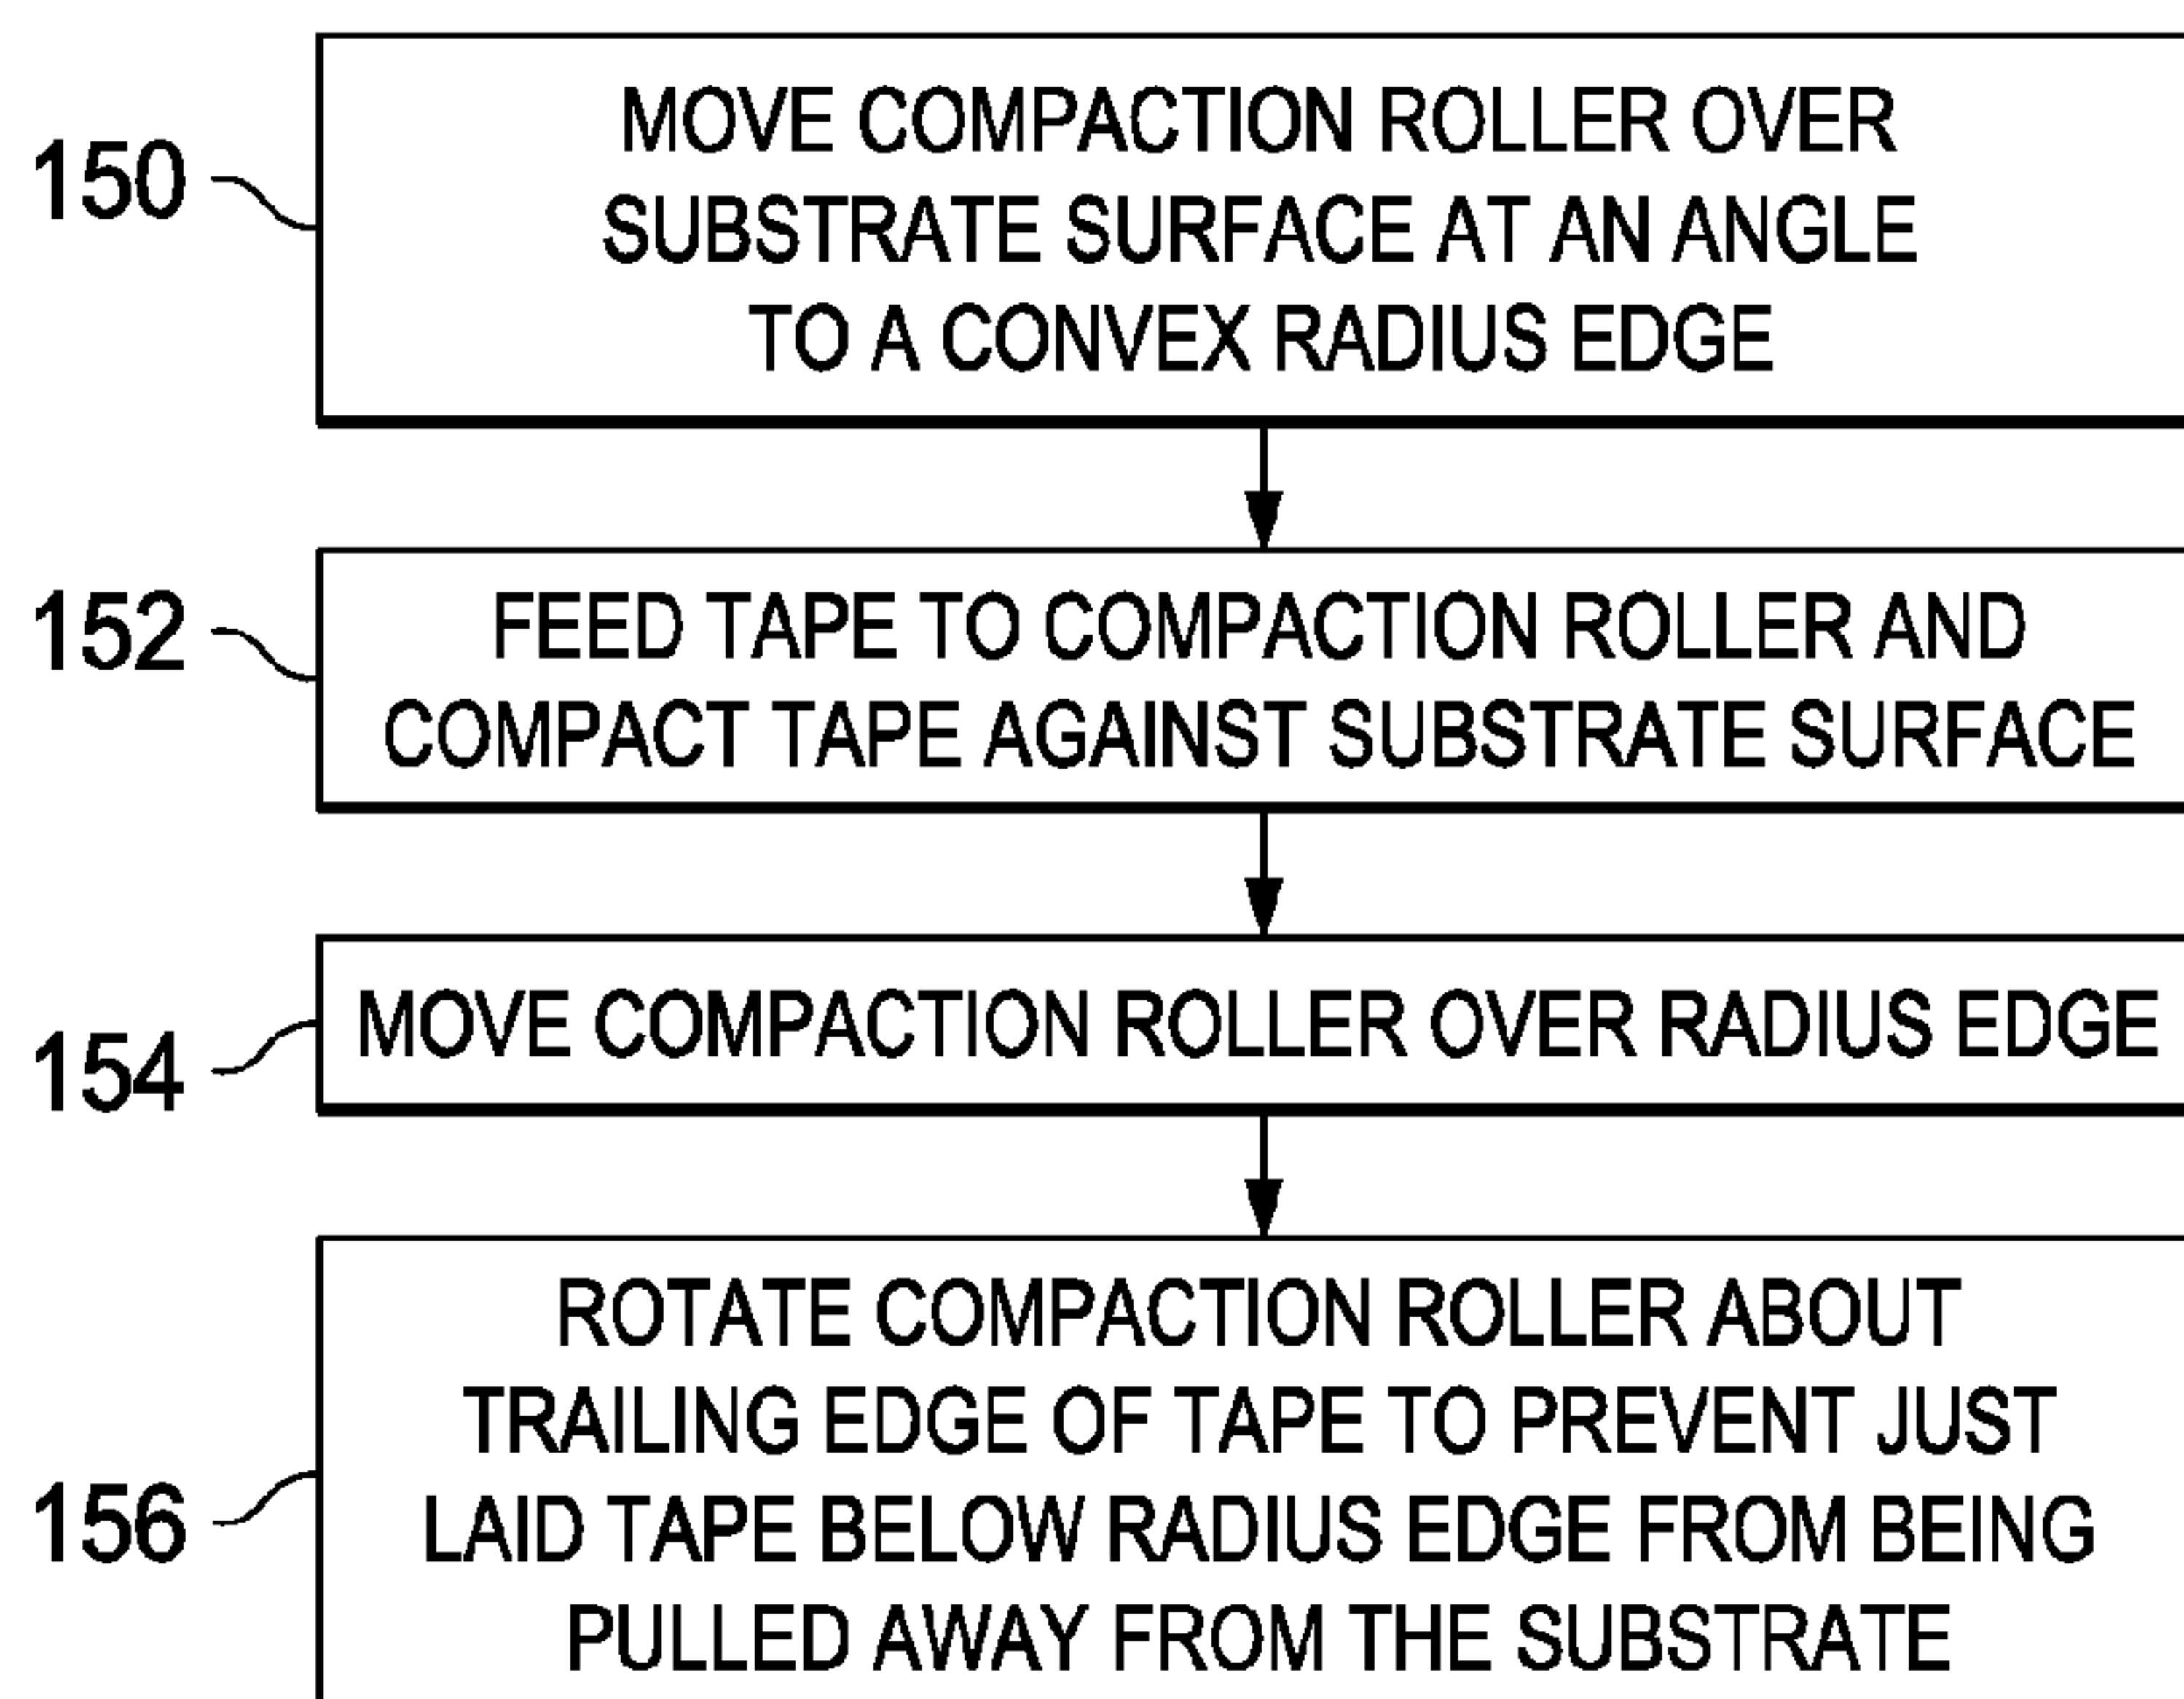 150
MOVE COMPACTION ROLLER OVER
SUBSTRATE SURFACE AT AN ANGLE
TO A CONVEX RADIUS EDGE
152
FEED TAPE TO COMPACTION ROLLER AND
COMPACT TAPE AGAINST SUBSTRATE SURFACE
154
MOVE COMPACTION ROLLER OVER RADIUS EDGE
156
ROTATE COMPACTION ROLLER ABOUT
TRAILING EDGE OF TAPE TO PREVENT JUST
LAID TAPE BELOW RADIUS EDGE FROM BEING
PULLED AWAY FROM THE SUBSTRATE